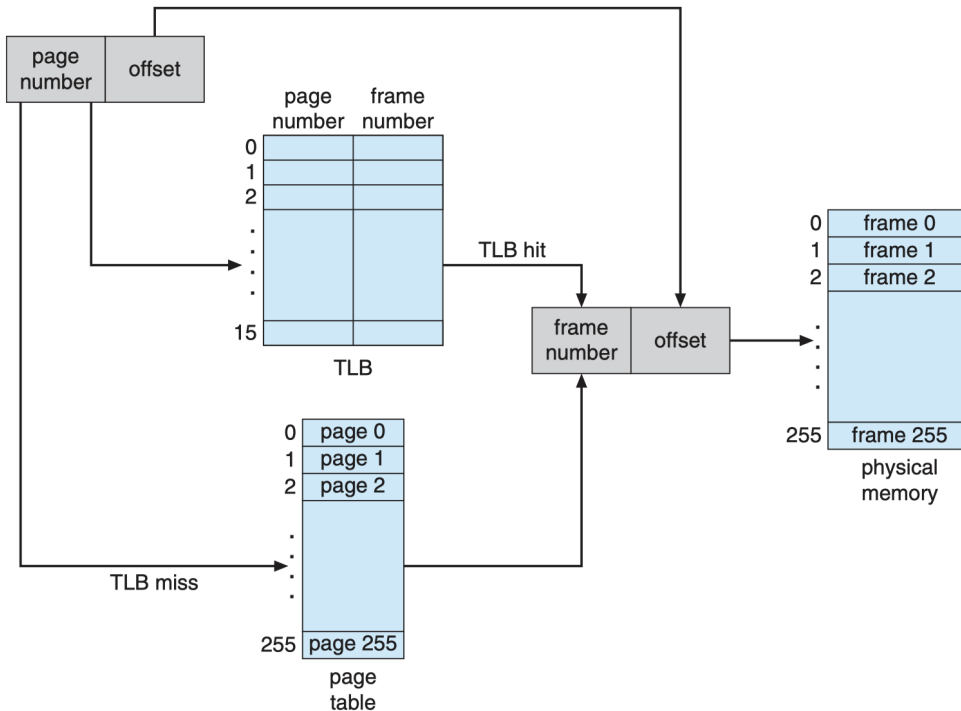 page
number
offset
page
number
frame
number
0
1
2
.
.
.
.
15
TLB
TLB hit
frame
number
offset
0 frame 0
1 frame 1
2 frame 2
.
.
.
.
255 frame 255
physical
memory
0 page 0
1 page 1
2 page 2
.
.
.
.
255 page 255
page
table
TLB miss